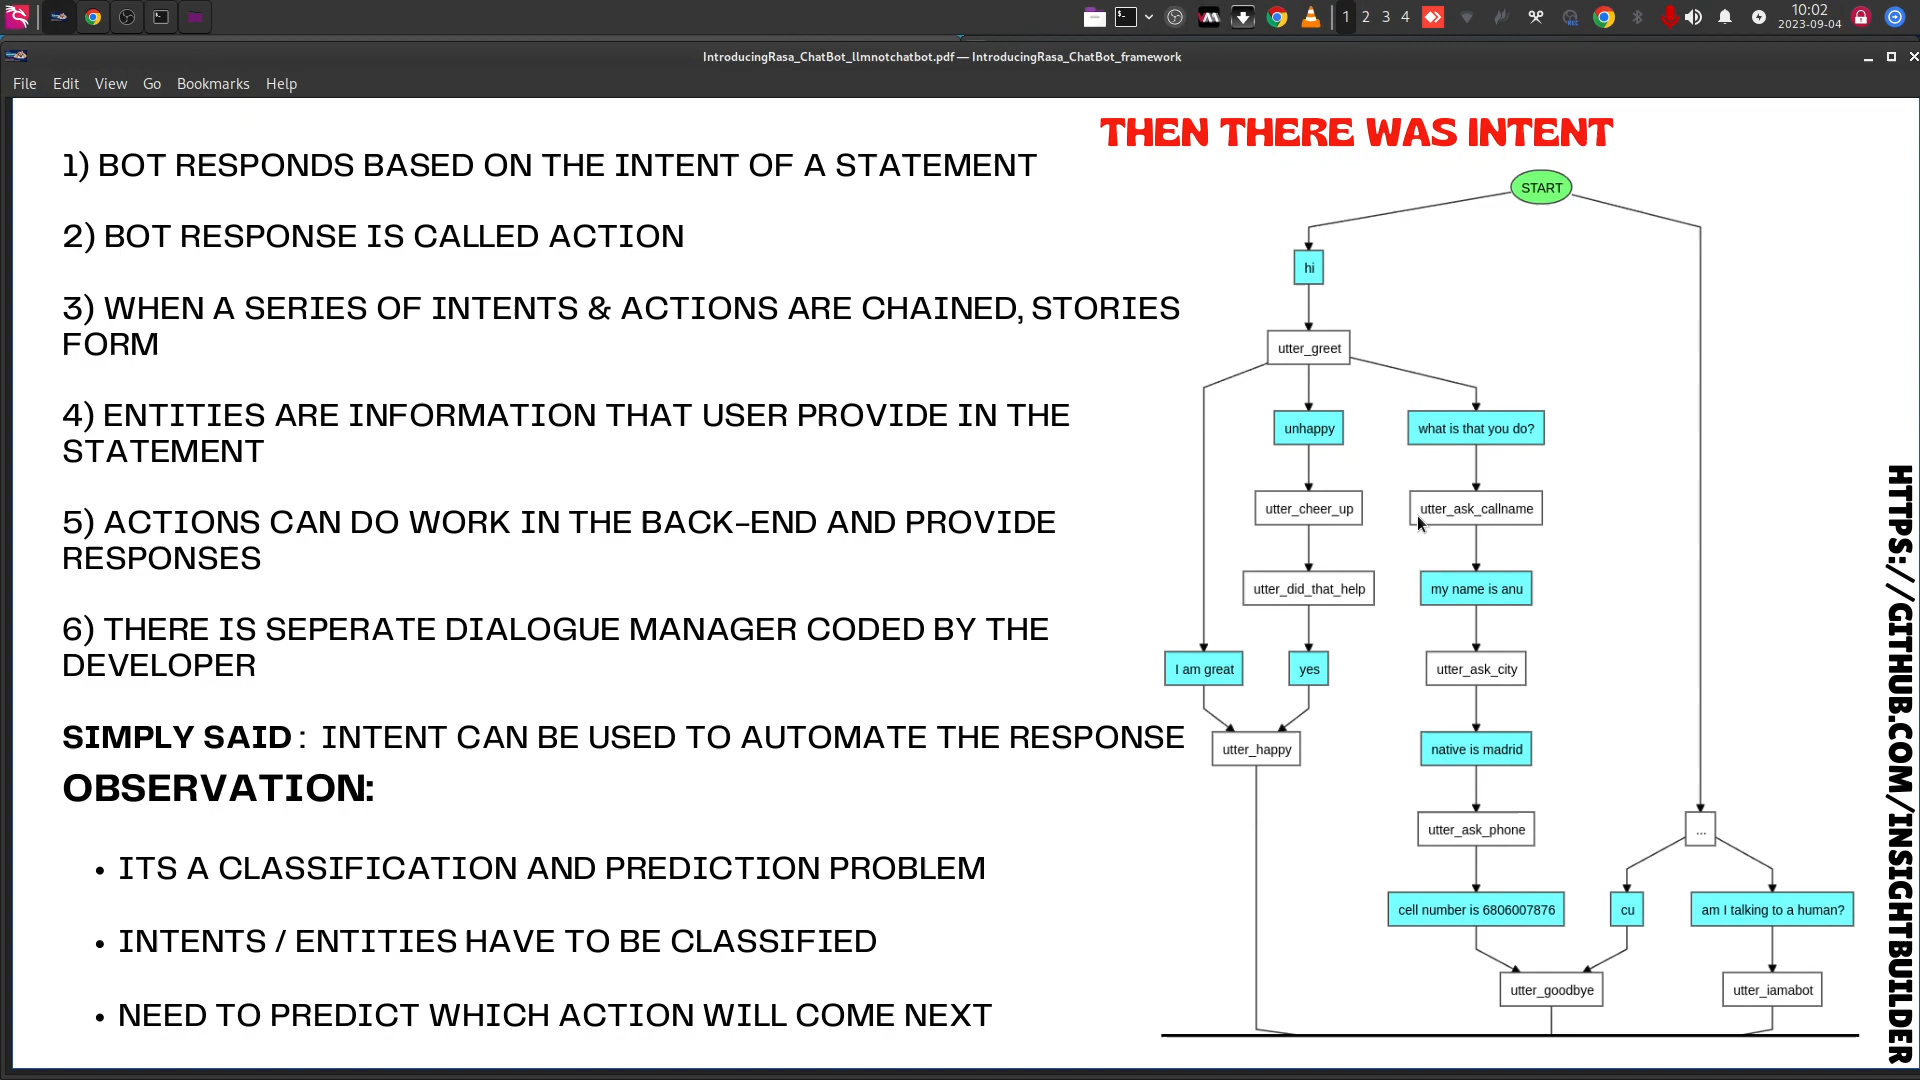 1 2 3 4
10:02
2023-09-04
IntroducingRasa_ChatBot_llmnotchatbot.pdf — IntroducingRasa_ChatBot_framework
File Edit View Go Bookmarks Help
THEN THERE WAS INTENT
1) BOT RESPONDS BASED ON THE INTENT OF A STATEMENT
2) BOT RESPONSE IS CALLED ACTION
3) WHEN A SERIES OF INTENTS & ACTIONS ARE CHAINED, STORIES
FORM
4) ENTITIES ARE INFORMATION THAT USER PROVIDE IN THE
STATEMENT
5) ACTIONS CAN DO WORK IN THE BACK-END AND PROVIDE
RESPONSES
6) THERE IS SEPERATE DIALOGUE MANAGER CODED BY THE
DEVELOPER
SIMPLY SAID : INTENT CAN BE USED TO AUTOMATE THE RESPONSE
OBSERVATION:
• ITS A CLASSIFICATION AND PREDICTION PROBLEM
• INTENTS / ENTITIES HAVE TO BE CLASSIFIED
• NEED TO PREDICT WHICH ACTION WILL COME NEXT
START
hi
utter_greet
unhappy
what is that you do?
utter_cheer_up
utter_ask_callname
utter_did_that_help
my name is anu
I am great
yes
utter_ask_city
utter_happy
native is madrid
utter_ask_phone
...
cell number is 6806007876
cu
am I talking to a human?
utter_goodbye
utter_iamabot
HTTPS://GITHUB.COM/INSIGHTBUILDER